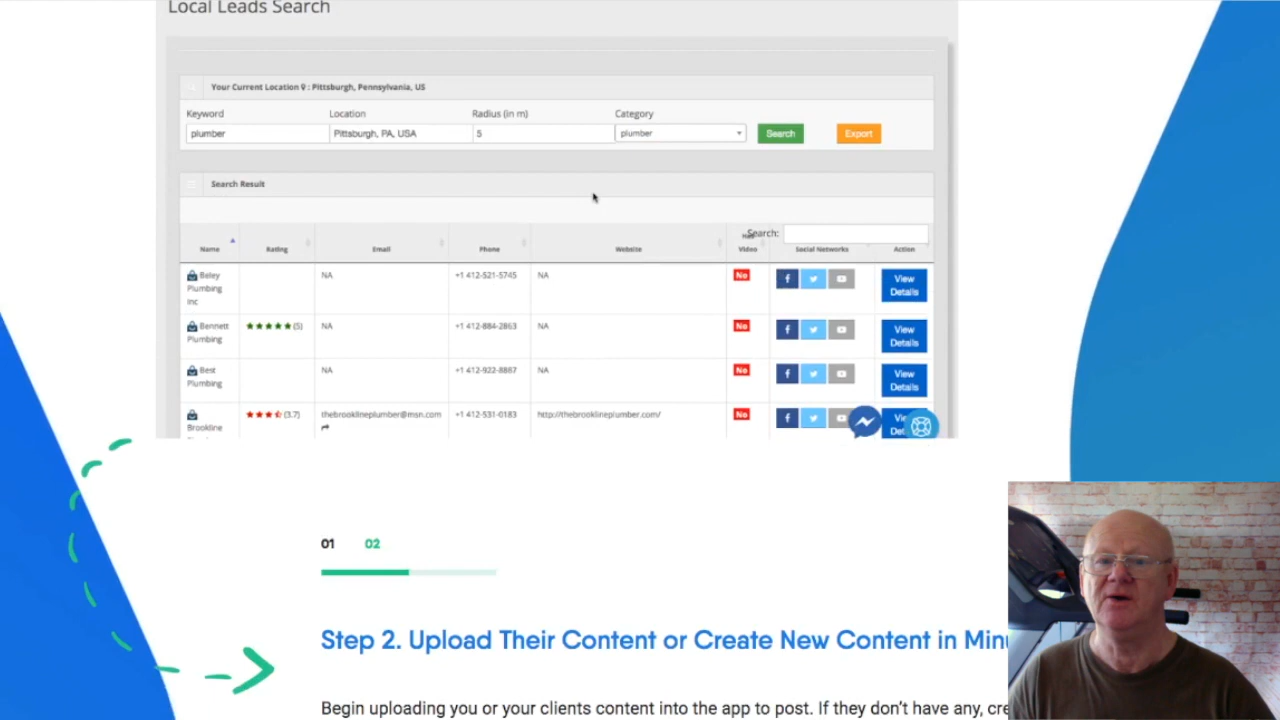 Local Leads Search
Your Current Location : Pittsburgh, Pennsylvania, US
Keyword Location Radius (in m) Category
plumber Pittsburgh, PA, USA 5 plumber Search Export
Search Result
Search:
Name Rating Email Phone Website Video Social Networks Action
Beley Plumbing Inc NA +1 412-521-5745 NA No View Details
Bennett Plumbing (5) NA +1 412-884-2863 NA No View Details
Best Plumbing NA +1 412-922-8867 NA No View Details
Brookline (3.7) thebrooklineplumber@msn.com +1 412-531-0183 http://thebrooklineplumber.com/ No
01 02
Step 2. Upload Their Content or Create New Content in Minu
Begin uploading you or your clients content into the app to post. If they don't have any, cre